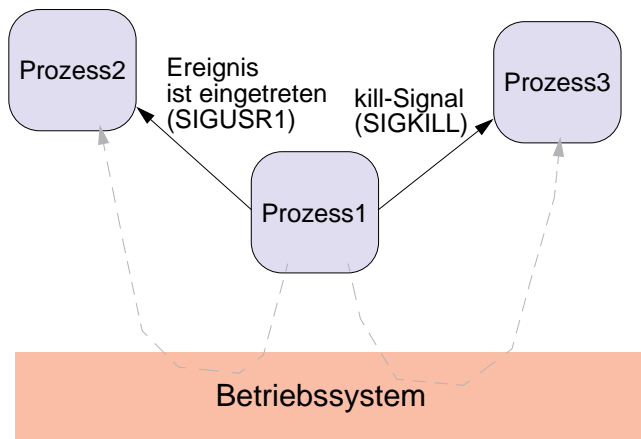 Prozess2
Ereignis
ist eingetreten
(SIGUSR1)
kill-Signal
(SIGKILL)
Prozess3
Prozess1
Betriebssystem